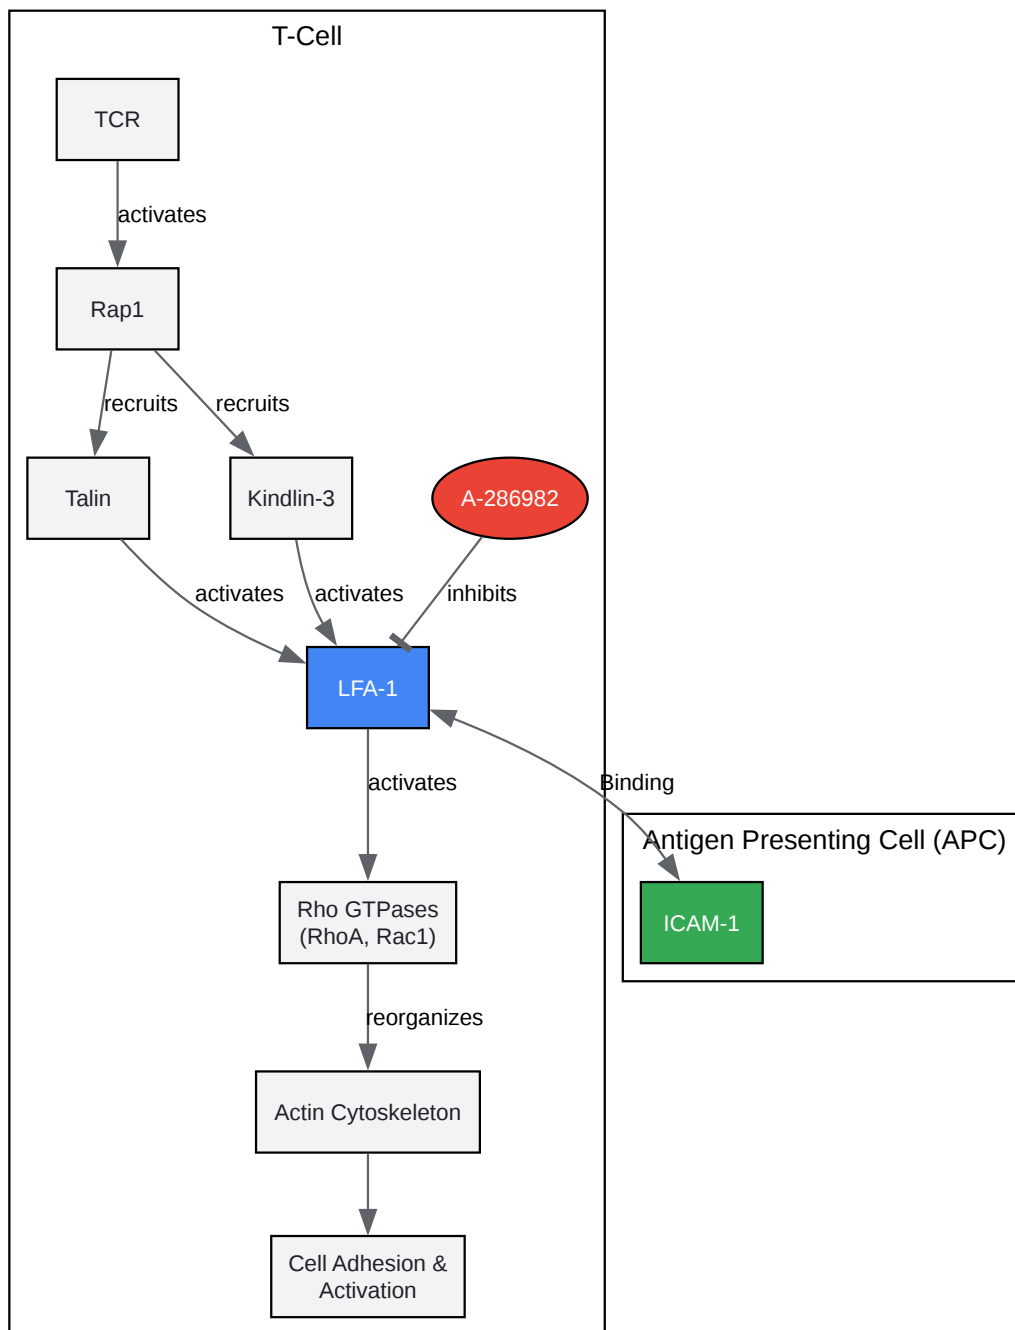 T-Cell
TCR
activates
Rap1
recruits
recruits
Talin
Kindlin-3
A-286982
activates
activates
inhibits
LFA-1
activates
Binding
Antigen Presenting Cell (APC)
Rho GTPases
(RhoA, Rac1)
ICAM-1
reorganizes
Actin Cytoskeleton
Cell Adhesion &
Activation